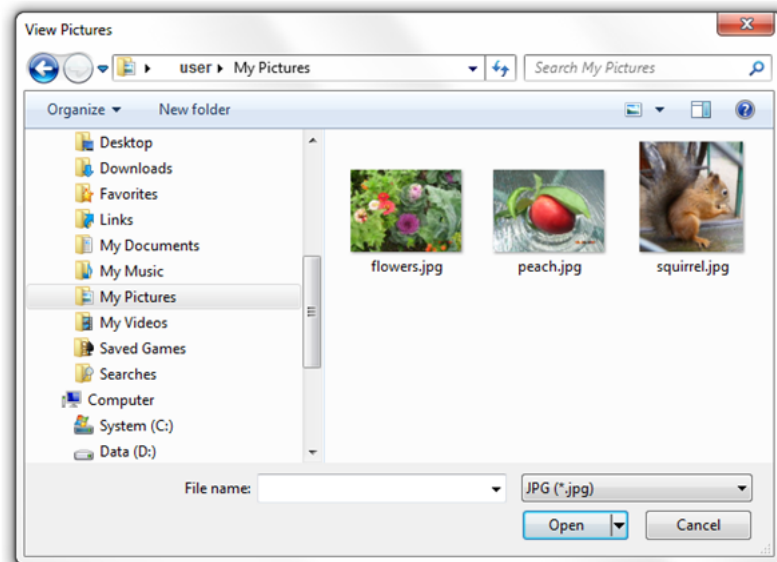 View Pictures
user My Pictures
Search My Pictures
Organize New folder
Desktop
Downloads
Favorites
Links
My Documents
My Music
My Pictures
My Videos
Saved Games
Searches
Computer
System (C:)
Data (D:)
flowers.jpg peach.jpg squirrel.jpg
File name: JPG (*.jpg)
Open Cancel